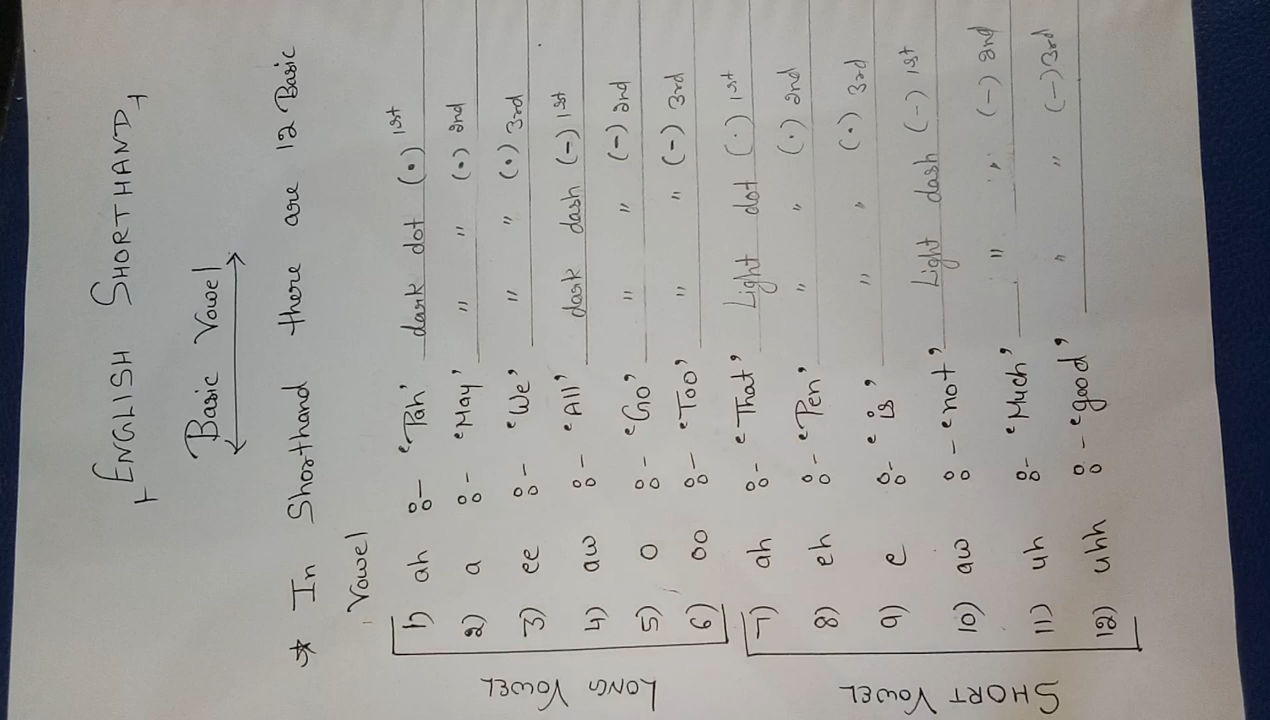 ENGLISH SHORTHAND
Basic Vowel
* In Shorthand there are 12 Basic
Vowel
LONG VOWEL
1) ah :- "Pah' dark dot (•) 1st
2) a :- "May' " " (•) 2nd
3) ee :- "We' " " (•) 3rd
4) aw :- "All' dark dash (-) 1st
5) o :- "Go' " " (-) 2nd
6) oo :- "Too' " " (-) 3rd
SHORT VOWEL
7) ah :- "That' Light dot (·) 1st
8) eh :- "Pen' " " (·) 2nd
9) e :- "is' " " (•) 3rd
10) aw :- "not' Light dash (-) 1st
11) uh :- "Much' " " (-) 2nd
12) uhh :- "good' " " (-) 3rd